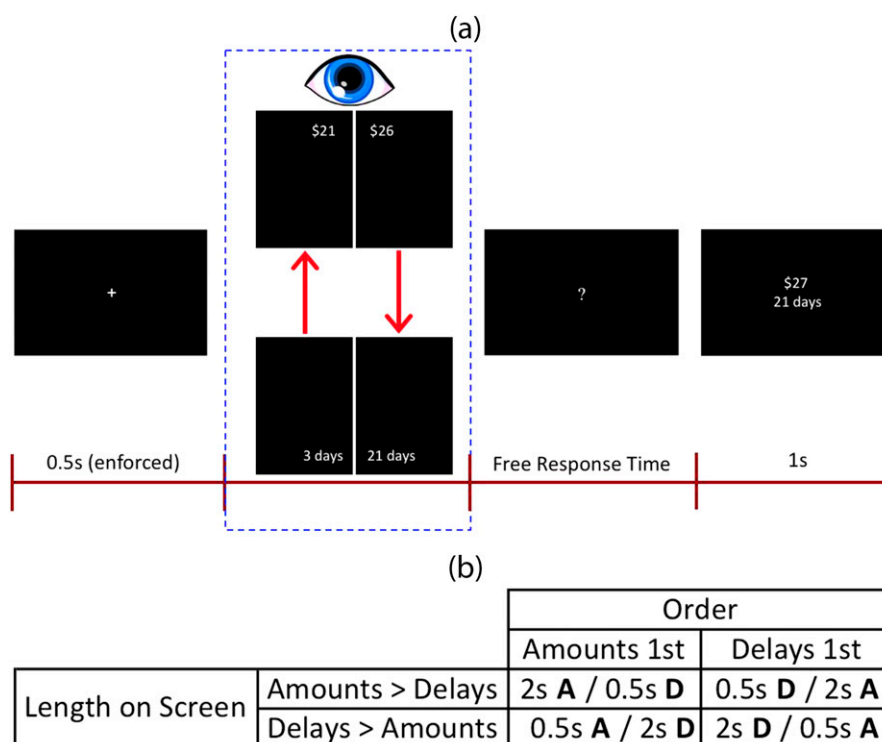 (a)
$21 $26
+
?
$27
21 days
3 days 21 days
0.5s (enforced)
Free Response Time
1s
(b)
Order
Amounts 1st Delays 1st
Length on Screen
Amounts > Delays 2s A / 0.5s D 0.5s D / 2s A
Delays > Amounts 0.5s A / 2s D 2s D / 0.5s A